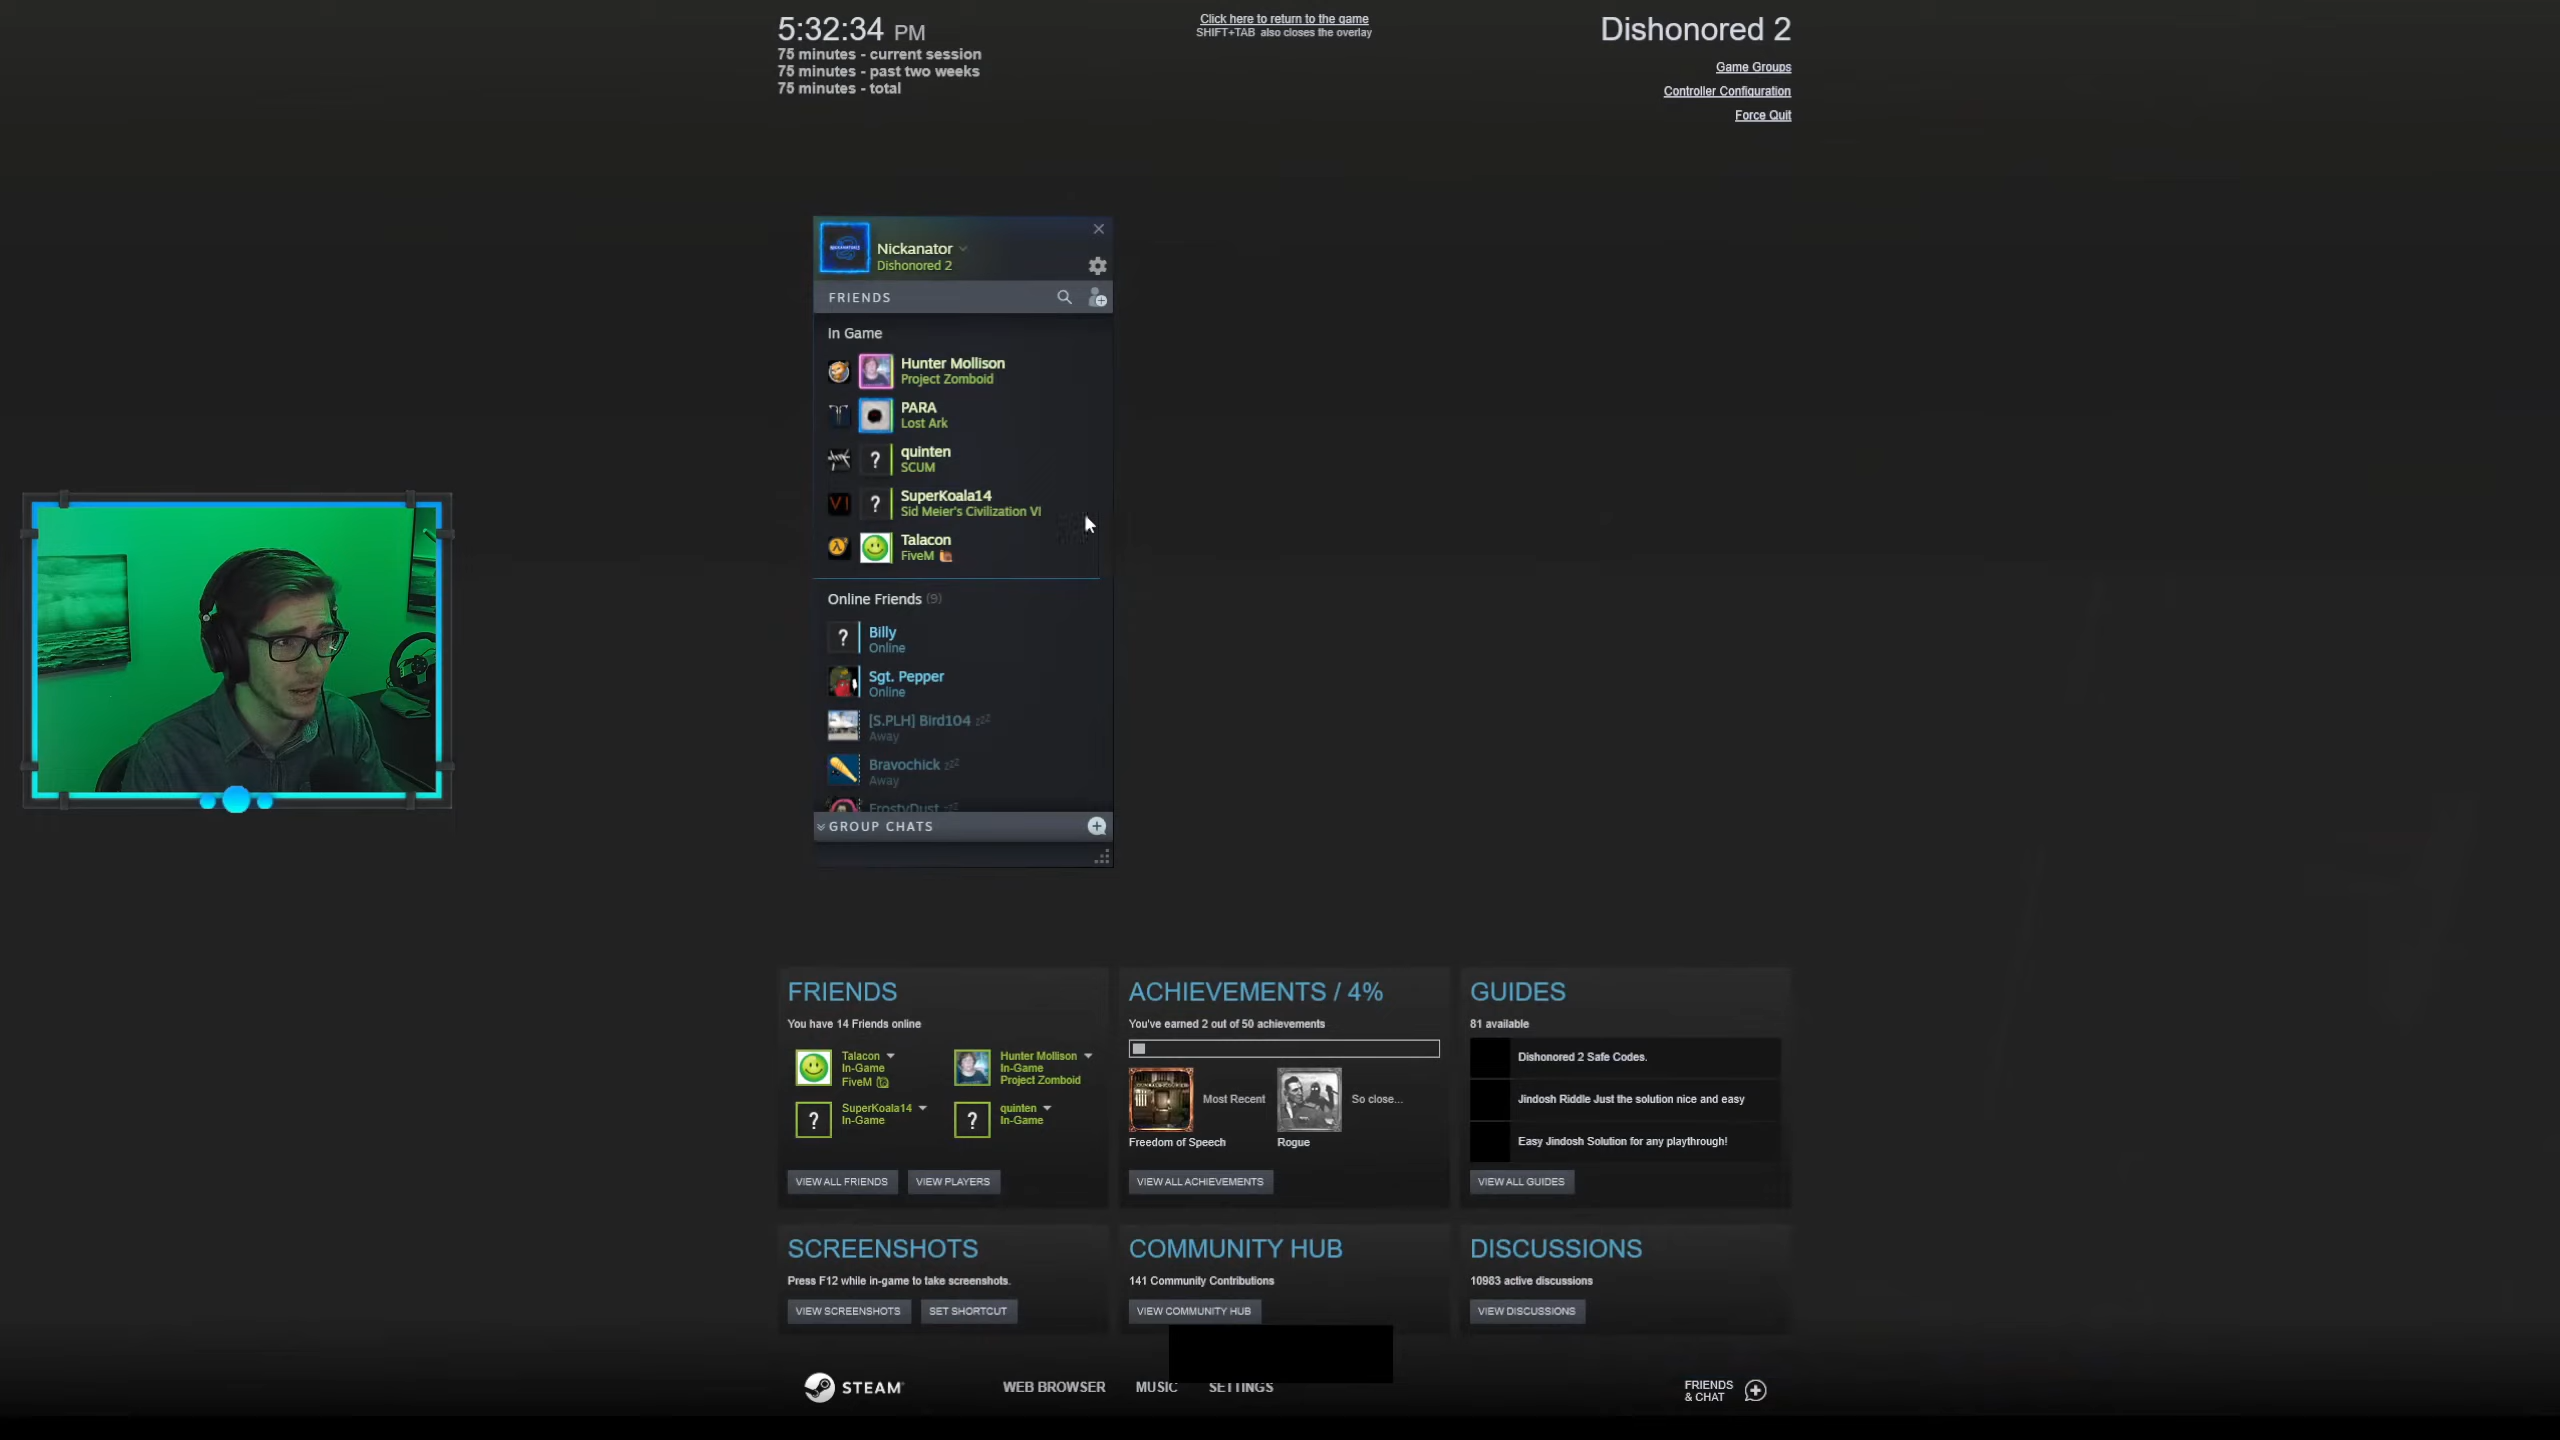 5:32:34 PM
75 minutes - current session
75 minutes - past two weeks
75 minutes - total
Click here to return to the game
SHIFT+TAB also closes the overlay
Dishonored 2
Game Groups
Controller Configuration
Force Quit
Nickanator
Dishonored 2
FRIENDS
In Game
Hunter Mollison
Project Zomboid
PARA
Lost Ark
? quinten
SCUM
VI ? SuperKoala14
Sid Meier's Civilization VI
Talacon
FiveM
Online Friends (9)
? Billy
Online
Sgt. Pepper
Online
[S.PLH] Bird104 zzz
Away
Bravochick zzz
Away
FrostyDust zzz
GROUP CHATS
FRIENDS
You have 14 Friends online
Talacon
In-Game
FiveM
Hunter Mollison
In-Game
Project Zomboid
? SuperKoala14
In-Game
? quinten
In-Game
VIEW ALL FRIENDS
VIEW PLAYERS
ACHIEVEMENTS / 4%
You've earned 2 out of 50 achievements
Most Recent
Freedom of Speech
So close...
Rogue
VIEW ALL ACHIEVEMENTS
GUIDES
81 available
Dishonored 2 Safe Codes.
Jindosh Riddle Just the solution nice and easy
Easy Jindosh Solution for any playthrough!
VIEW ALL GUIDES
SCREENSHOTS
Press F12 while in-game to take screenshots.
VIEW SCREENSHOTS
SET SHORTCUT
COMMUNITY HUB
141 Community Contributions
VIEW COMMUNITY HUB
DISCUSSIONS
10983 active discussions
VIEW DISCUSSIONS
STEAM
WEB BROWSER
MUSIC
SETTINGS
FRIENDS
& CHAT